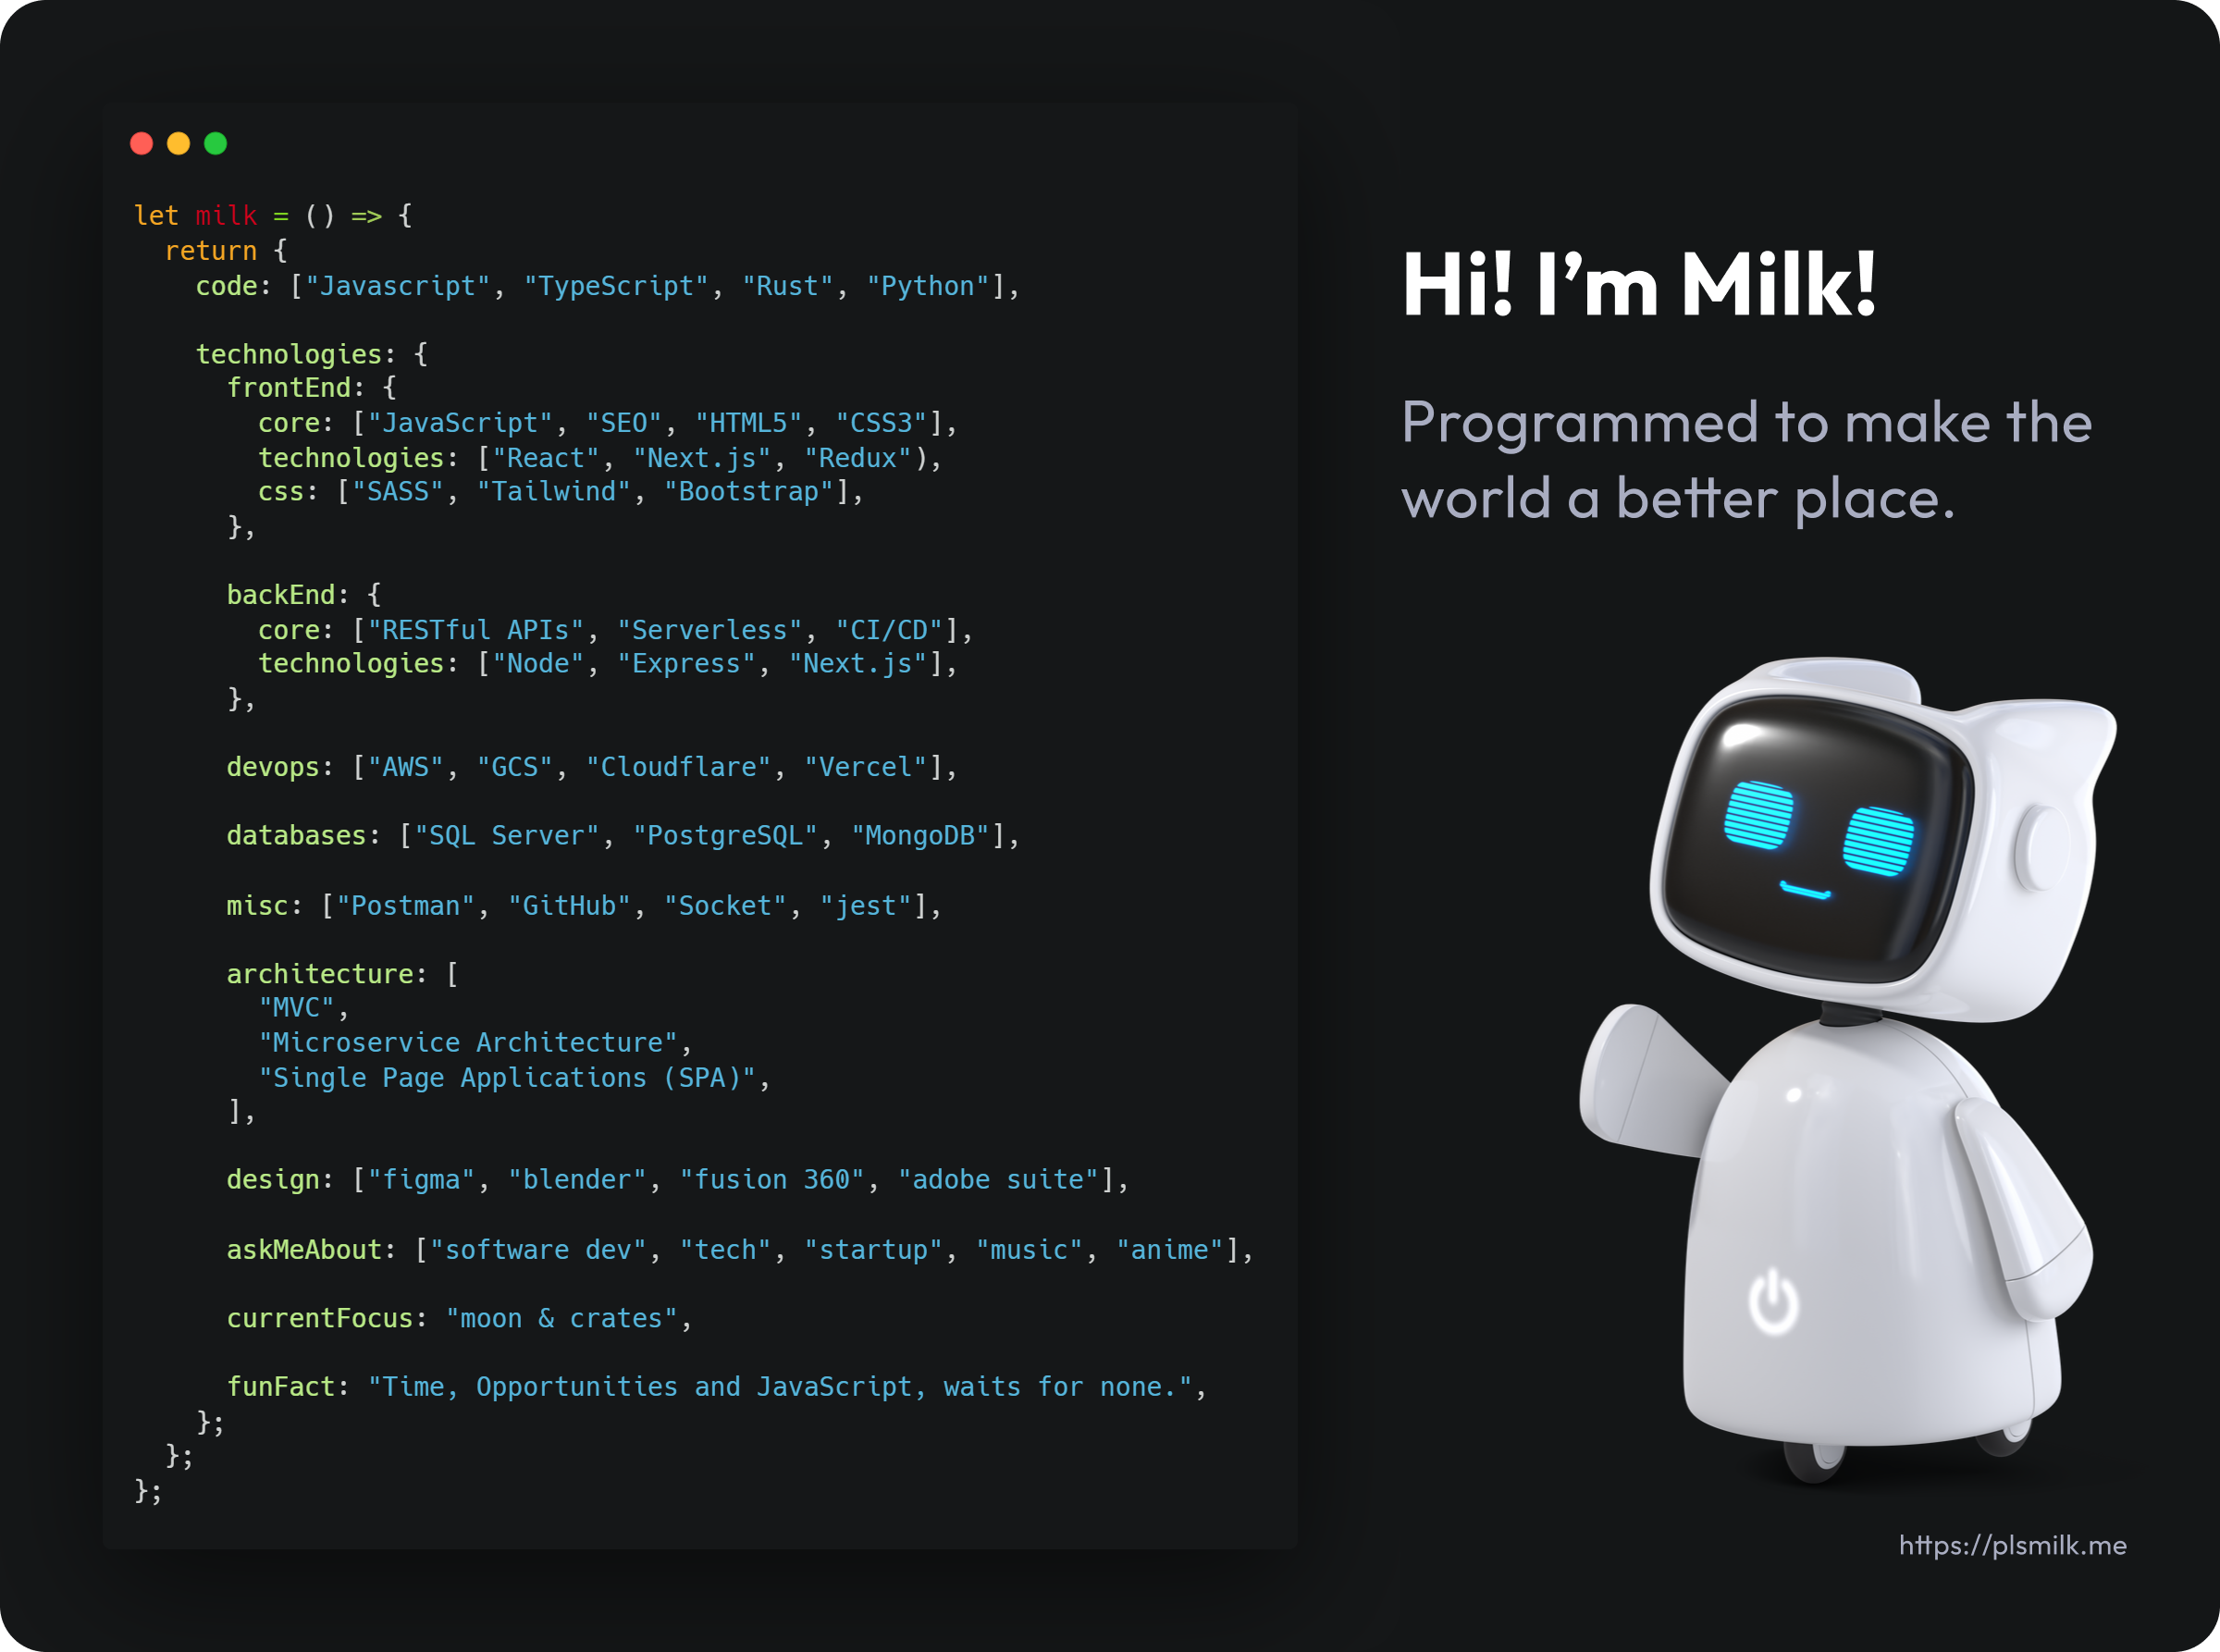 let milk = () => {
return {
code: ["Javascript", "TypeScript", "Rust", "Python"],
technologies: {
frontEnd: {
core: ["JavaScript", "SEO", "HTML5", "CSS3"],
technologies: ["React", "Next.js", "Redux"),
css: ["SASS", "Tailwind", "Bootstrap"],
},
backEnd: {
core: ["RESTful APIs", "Serverless", "CI/CD"],
technologies: ["Node", "Express", "Next.js"],
},
devops: ["AWS", "GCS", "Cloudflare", "Vercel"],
databases: ["SQL Server", "PostgreSQL", "MongoDB"],
misc: ["Postman", "GitHub", "Socket", "jest"],
architecture: [
"MVC",
"Microservice Architecture",
"Single Page Applications (SPA)",
],
design: ["figma", "blender", "fusion 360", "adobe suite"],
askMeAbout: ["software dev", "tech", "startup", "music", "anime"],
currentFocus: "moon & crates",
funFact: "Time, Opportunities and JavaScript, waits for none.",
};
};
};
Hi! I’m Milk!
Programmed to make the
world a better place.
https://plsmilk.me